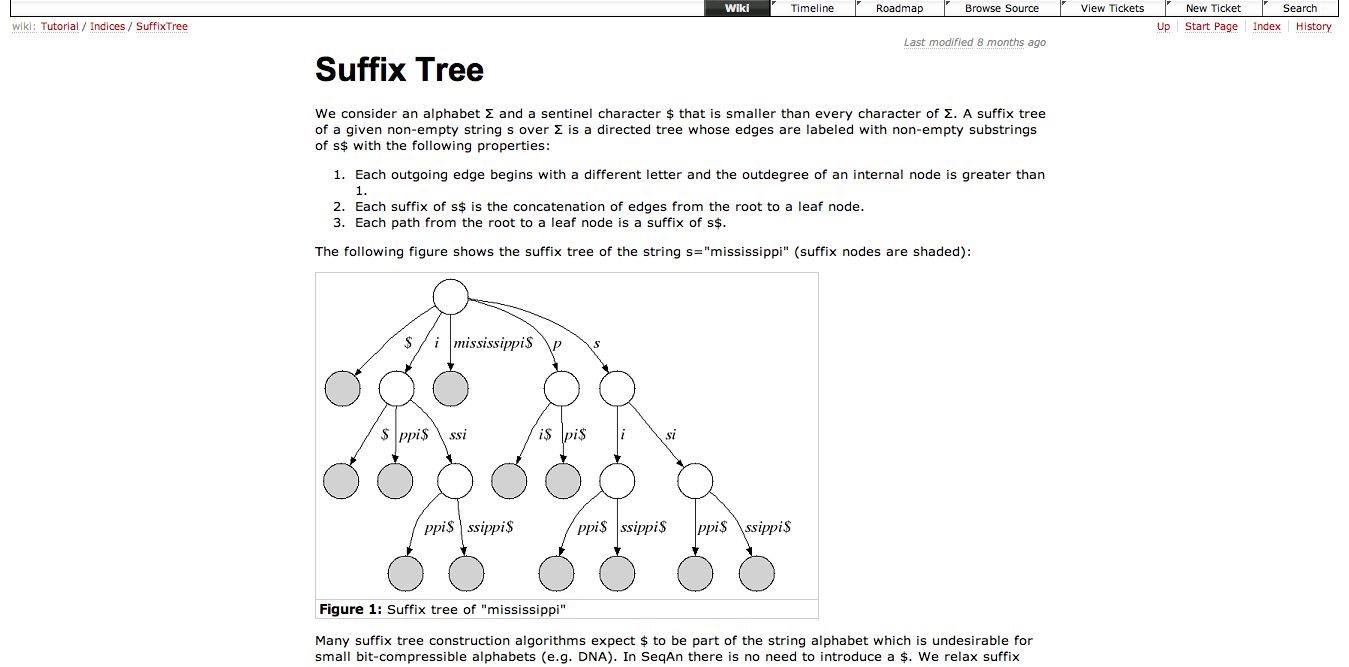 Wiki Timeline Roadmap Browse Source View Tickets New Ticket Search
wiki: Tutorial / Indices / SuffixTree
Up Start Page Index History
Last modified 8 months ago
Suffix Tree
We consider an alphabet Σ and a sentinel character $ that is smaller than every character of Σ. A suffix tree
of a given non-empty string s over Σ is a directed tree whose edges are labeled with non-empty substrings
of s$ with the following properties:
1. Each outgoing edge begins with a different letter and the outdegree of an internal node is greater than
1.
2. Each suffix of s$ is the concatenation of edges from the root to a leaf node.
3. Each path from the root to a leaf node is a suffix of s$.
The following figure shows the suffix tree of the string s="mississippi" (suffix nodes are shaded):
$ i mississippi$ p s
$ ppi$ ssi i$ pi$ i si
ppi$ ssippi$ ppi$ ssippi$ ppi$ ssippi$
Figure 1: Suffix tree of "mississippi"
Many suffix tree construction algorithms expect $ to be part of the string alphabet which is undesirable for
small bit-compressible alphabets (e.g. DNA). In SeqAn there is no need to introduce a $. We relax suffix